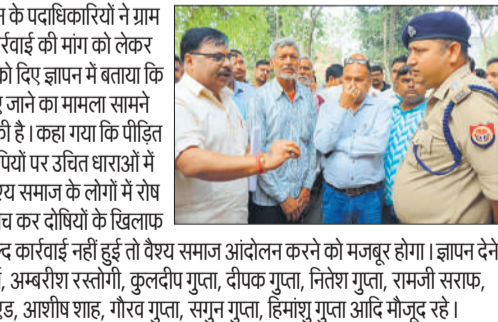 न के पदाधिकारियों ने ग्राम
र्रवाई की मांग को लेकर
को दिए ज्ञापन में बताया कि
ए जाने का मामला सामने
की है। कहा गया कि पीड़ित
पियों पर उचित धाराओं में
श्य समाज के लोगों में रोष
च कर दोषियों के खिलाफ
ल्द कार्रवाई नहीं हुई तो वैश्य समाज आंदोलन करने को मजबूर होगा। ज्ञापन देने
अम्बरीश रस्तोगी, कुलदीप गुप्ता, दीपक गुप्ता, नितेश गुप्ता, रामजी सराफ,
एड, आशीष शाह, गौरव गुप्ता, सगुन गुप्ता, हिमांशु गुप्ता आदि मौजूद रहे।